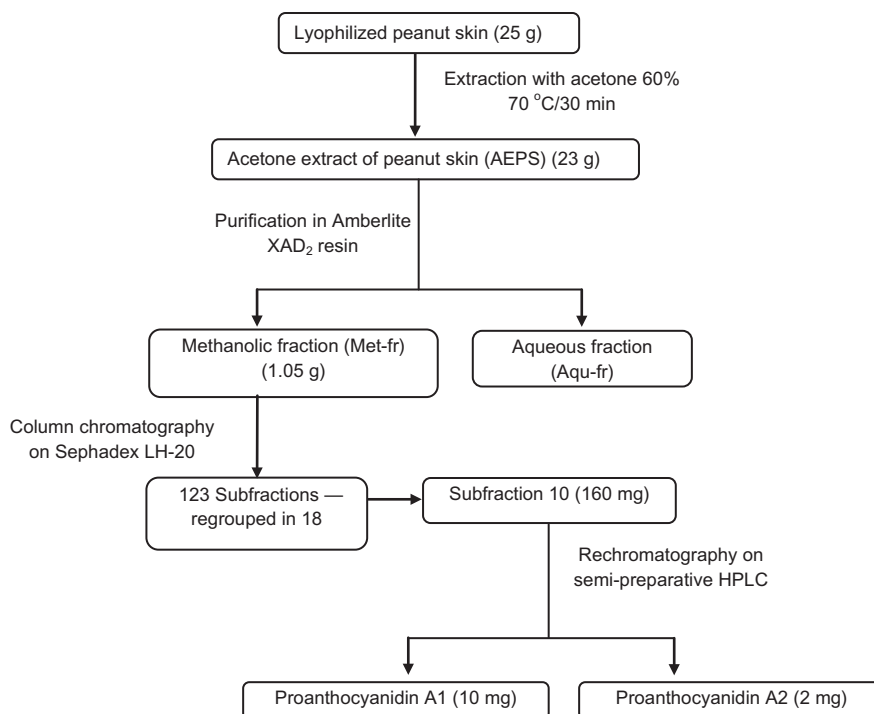 Lyophilized peanut skin (25 g)
Extraction with acetone 60%
70 °C/30 min
Acetone extract of peanut skin (AEPS) (23 g)
Purification in Amberlite
XAD₂ resin
Methanolic fraction (Met-fr)
(1.05 g)
Aqueous fraction
(Aqu-fr)
Column chromatography
on Sephadex LH-20
123 Subfractions —
regrouped in 18
Subfraction 10 (160 mg)
Rechromatography on
semi-preparative HPLC
Proanthocyanidin A1 (10 mg)
Proanthocyanidin A2 (2 mg)